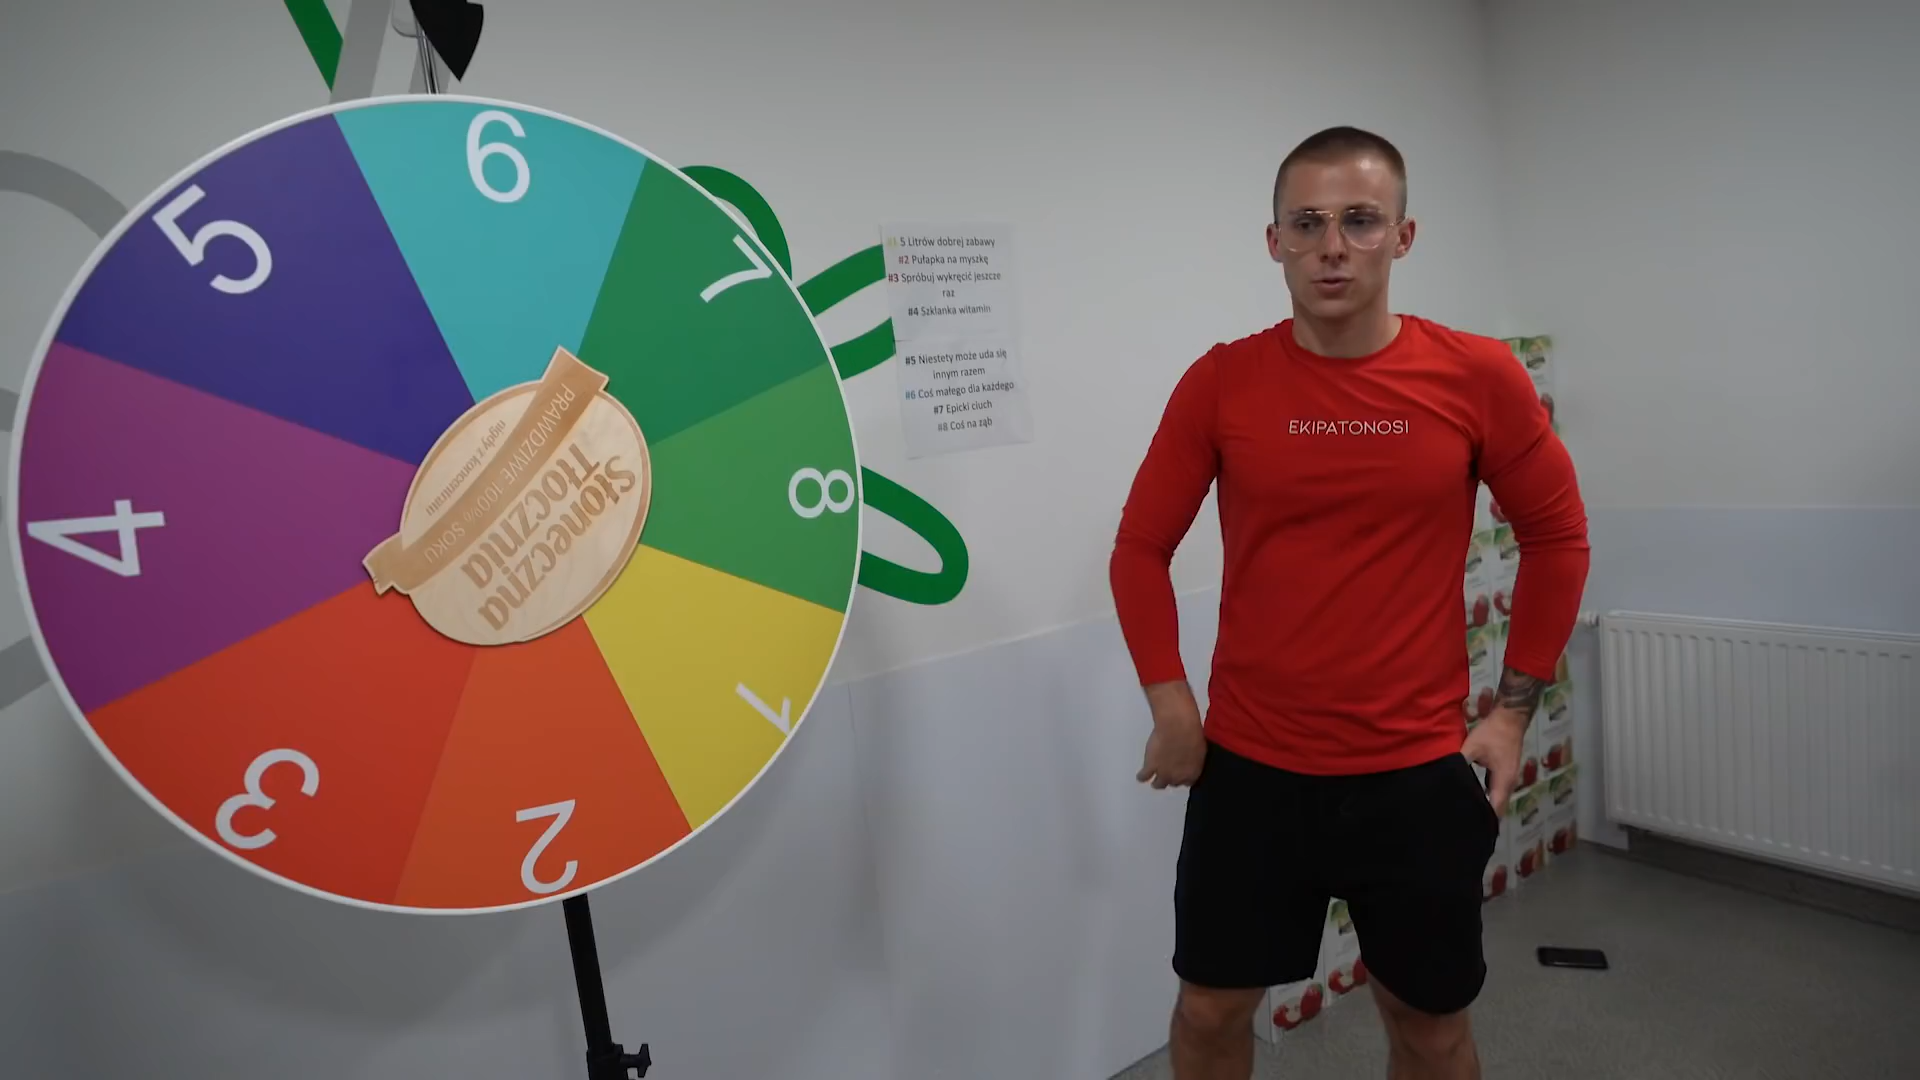 6
5
7
4
8
3
2
1
PRAWDZIWE 100% SOKU
nigdy z koncentratu
Słoneczna
Tłocznia
#1 5 Litrów dobrej zabawy
#2 Pułapka na myszkę
#3 Spróbuj wykręcić jeszcze
raz
#4 Szklanka witamin
#5 Niestety może uda się
innym razem
#6 Coś małego dla każdego
#7 Epicki ciuch
#8 Coś na ząb
EKIPATONOSI